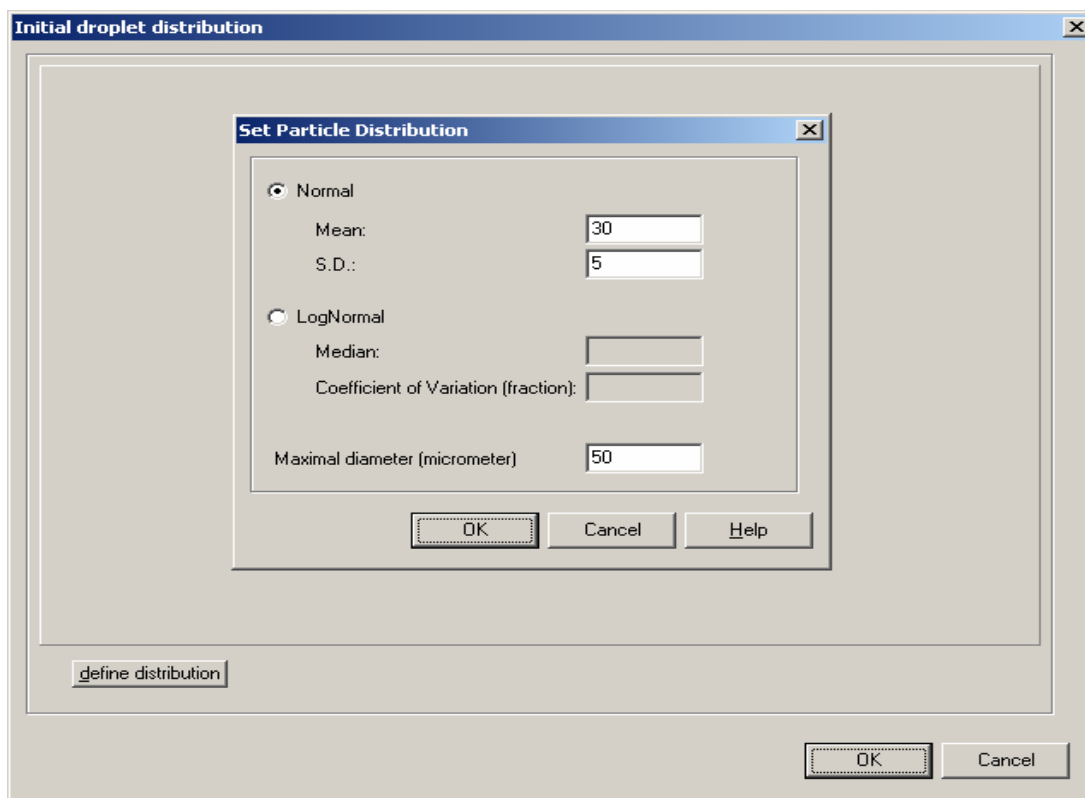 Initial droplet distribution
Set Particle Distribution
Normal
Mean: 30
S.D.: 5
LogNormal
Median:
Coefficient of Variation (fraction):
Maximal diameter (micrometer) 50
OK Cancel Help
define distribution
OK Cancel